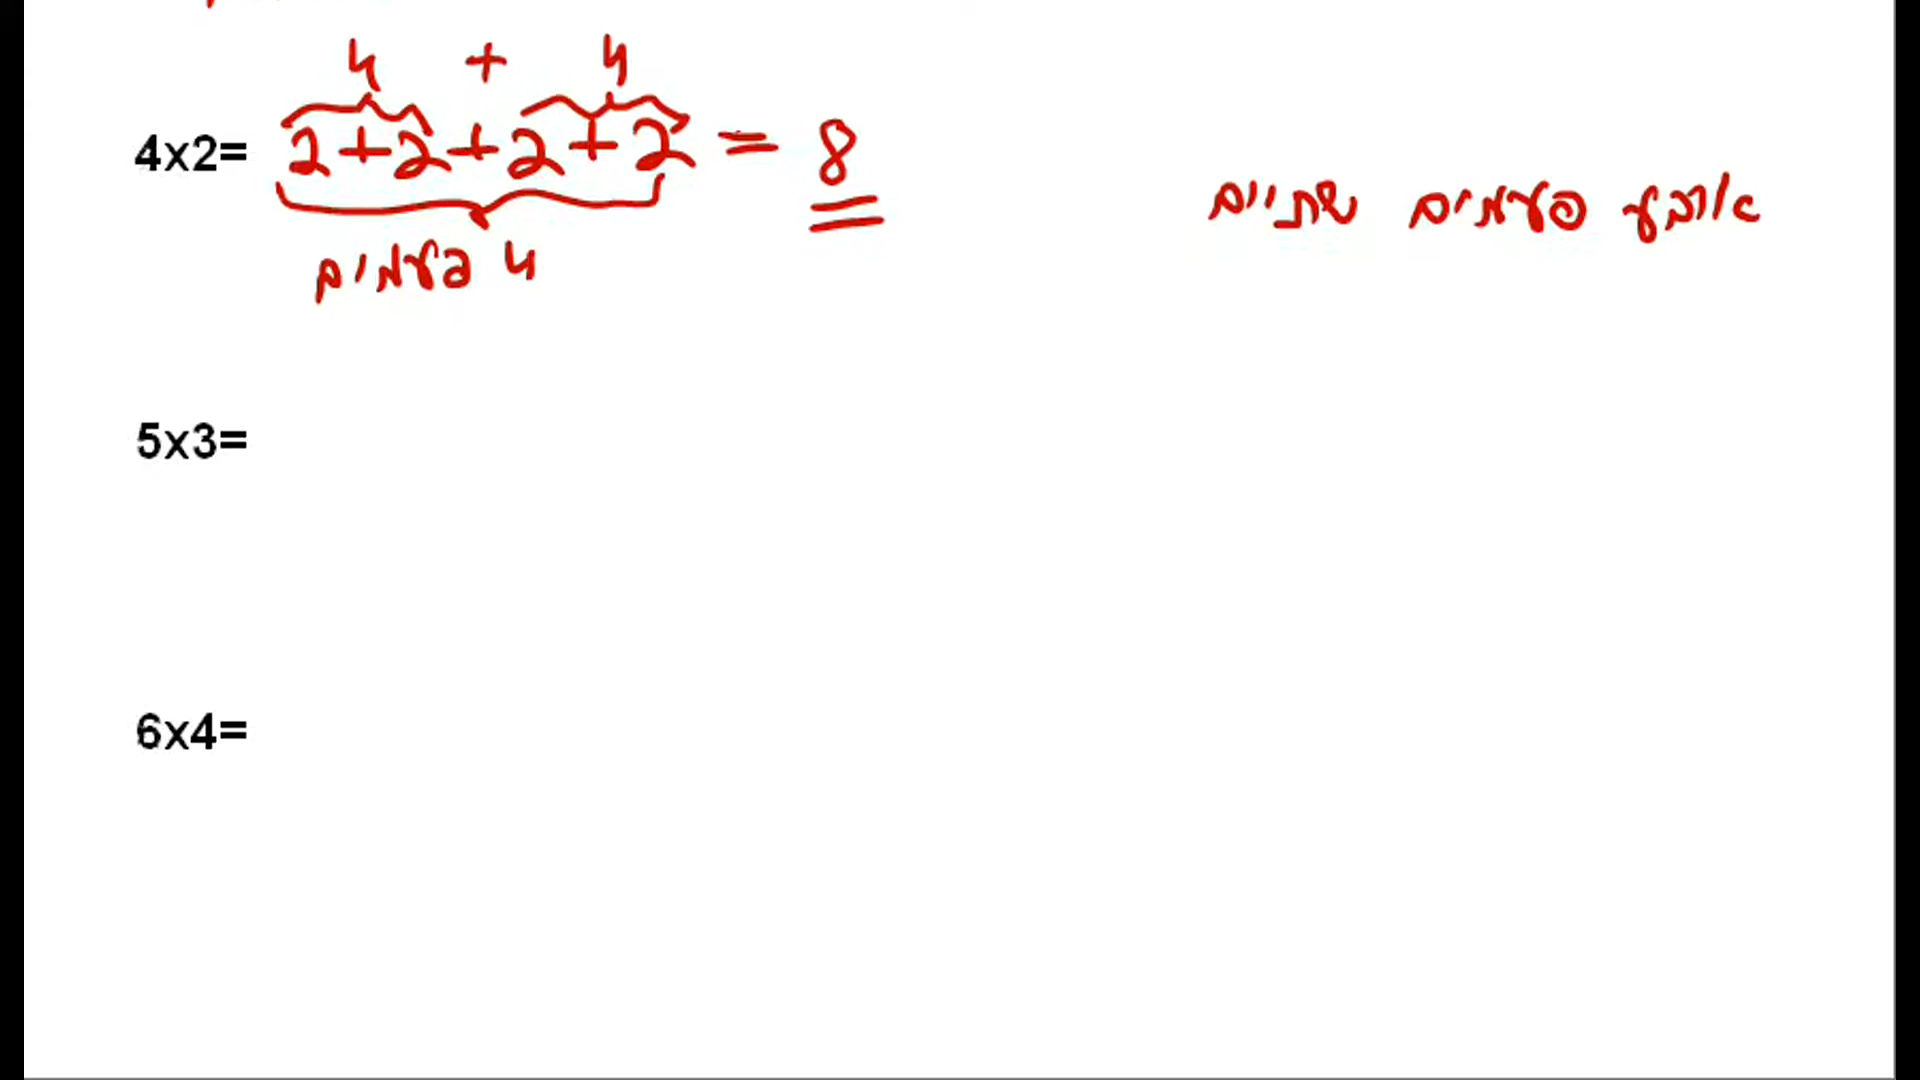 4 + 4
4x2= 2+2+2+2 = 8
ארבע פעמים שתיים
4 פעמים
5x3=
6x4=